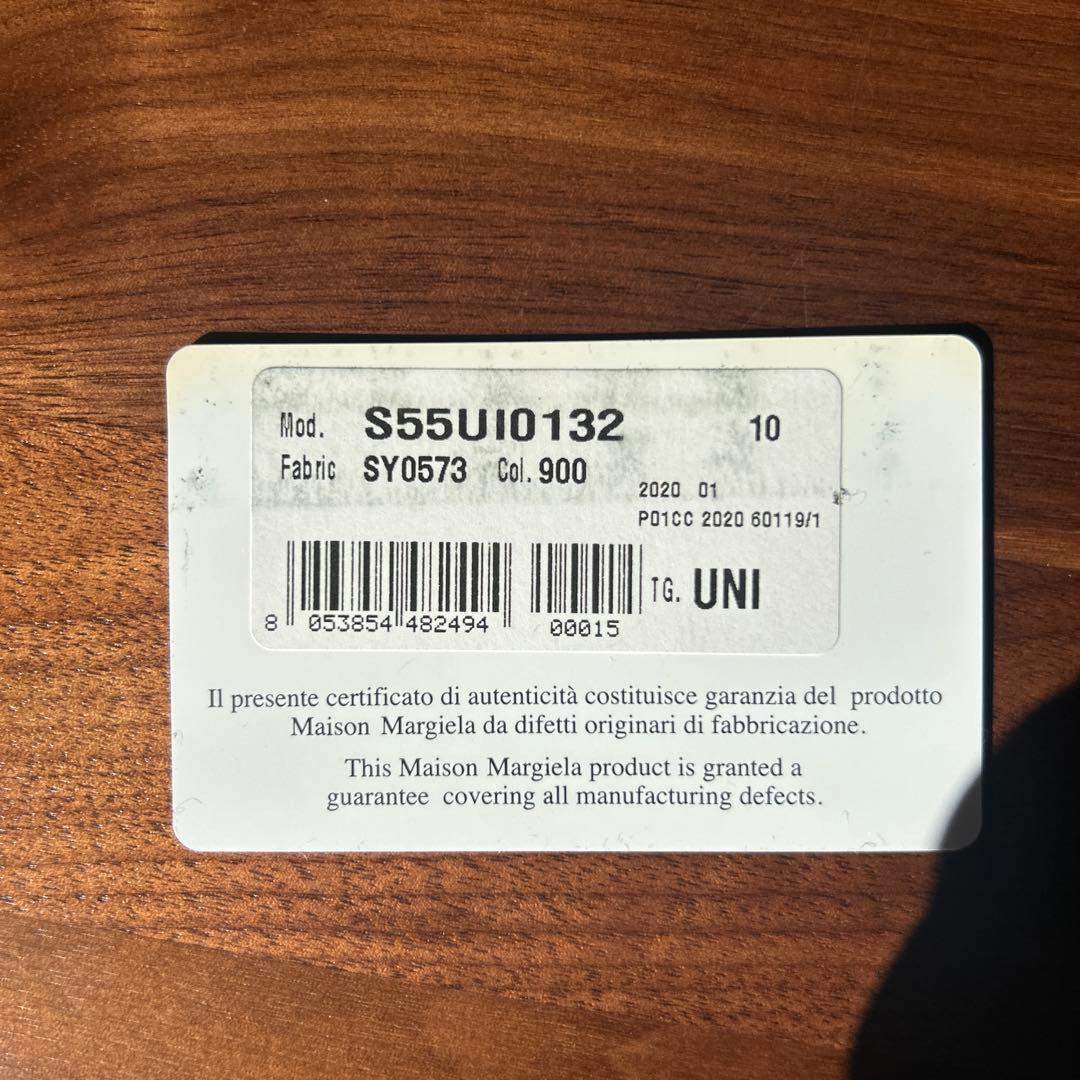 Mod. S55UI0132 10
Fabric SY0573 Col. 900
2020 01
P01CC 2020 60119/1
TG. UNI
8 053854 482494 00015
Il presente certificato di autenticità costituisce garanzia del prodotto
Maison Margiela da difetti originari di fabbricazione.
This Maison Margiela product is granted a
guarantee covering all manufacturing defects.